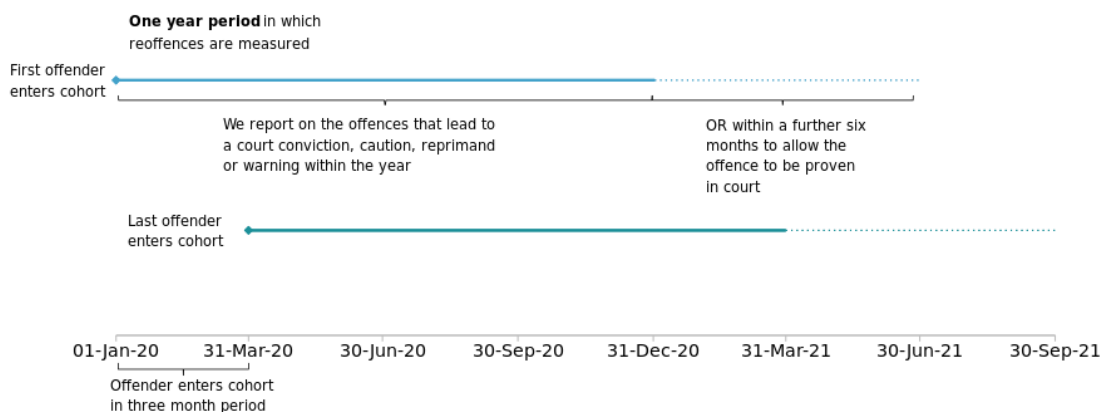 One year period in which
reoffences are measured
First offender
enters cohort
We report on the offences that lead to
a court conviction, caution, reprimand
or warning within the year
OR within a further six
months to allow the
offence to be proven
in court
Last offender
enters cohort
01-Jan-20 31-Mar-20 30-Jun-20 30-Sep-20 31-Dec-20 31-Mar-21 30-Jun-21 30-Sep-21
Offender enters cohort
in three month period